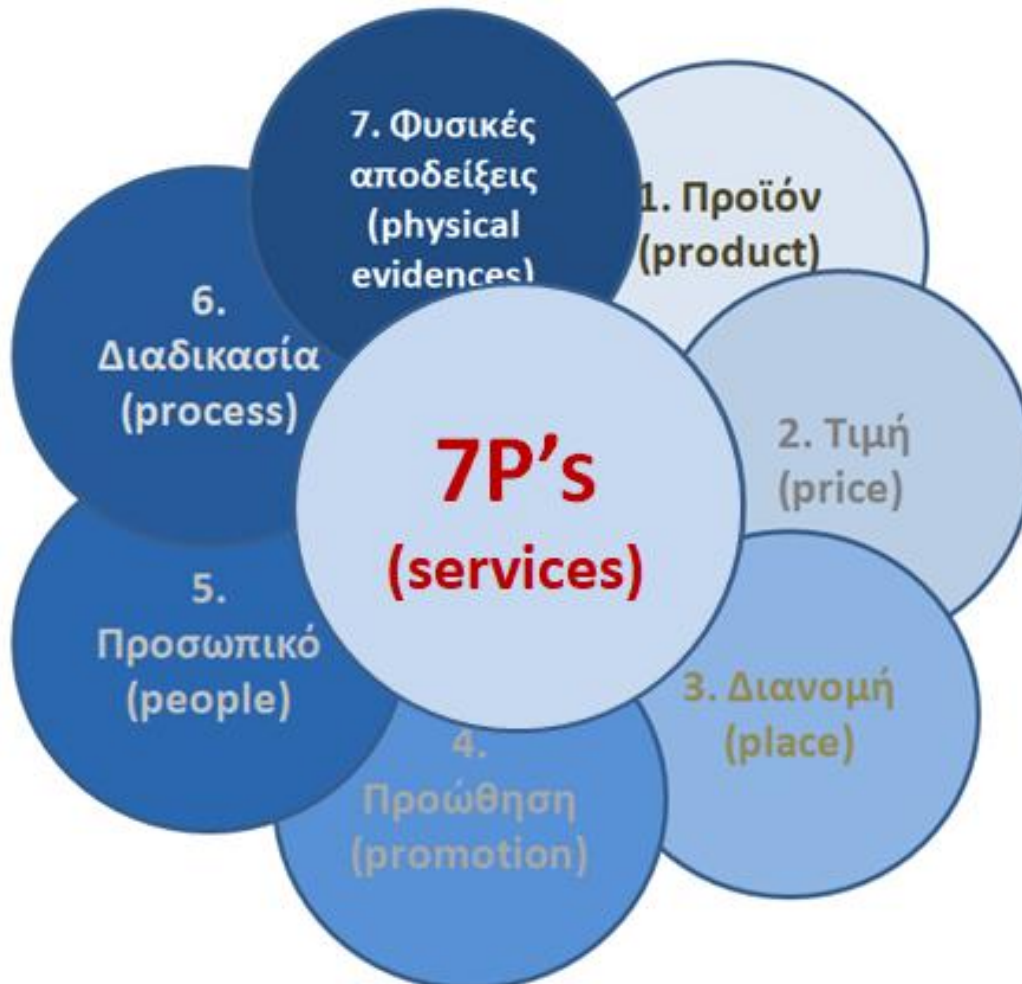 7P's
(services)
1. Προϊόν
(product)
2. Τιμή
(price)
3. Διανομή
(place)
4.
Προώθηση
(promotion)
5.
Προσωπικό
(people)
6.
Διαδικασία
(process)
7. Φυσικές
αποδείξεις
(physical
evidences)